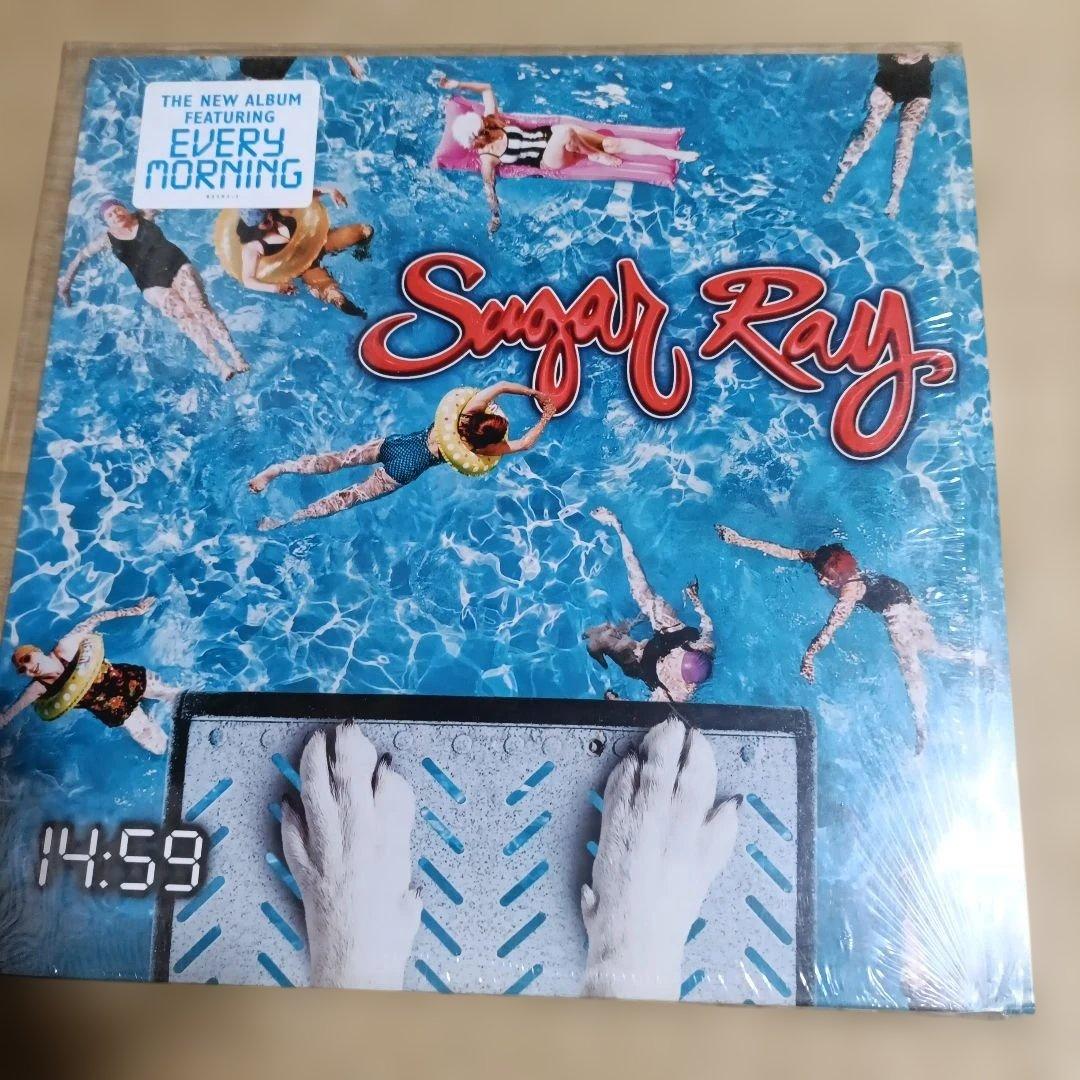 THE NEW ALBUM
FEATURING
EVERY
MORNING
Sugar Ray
14:59